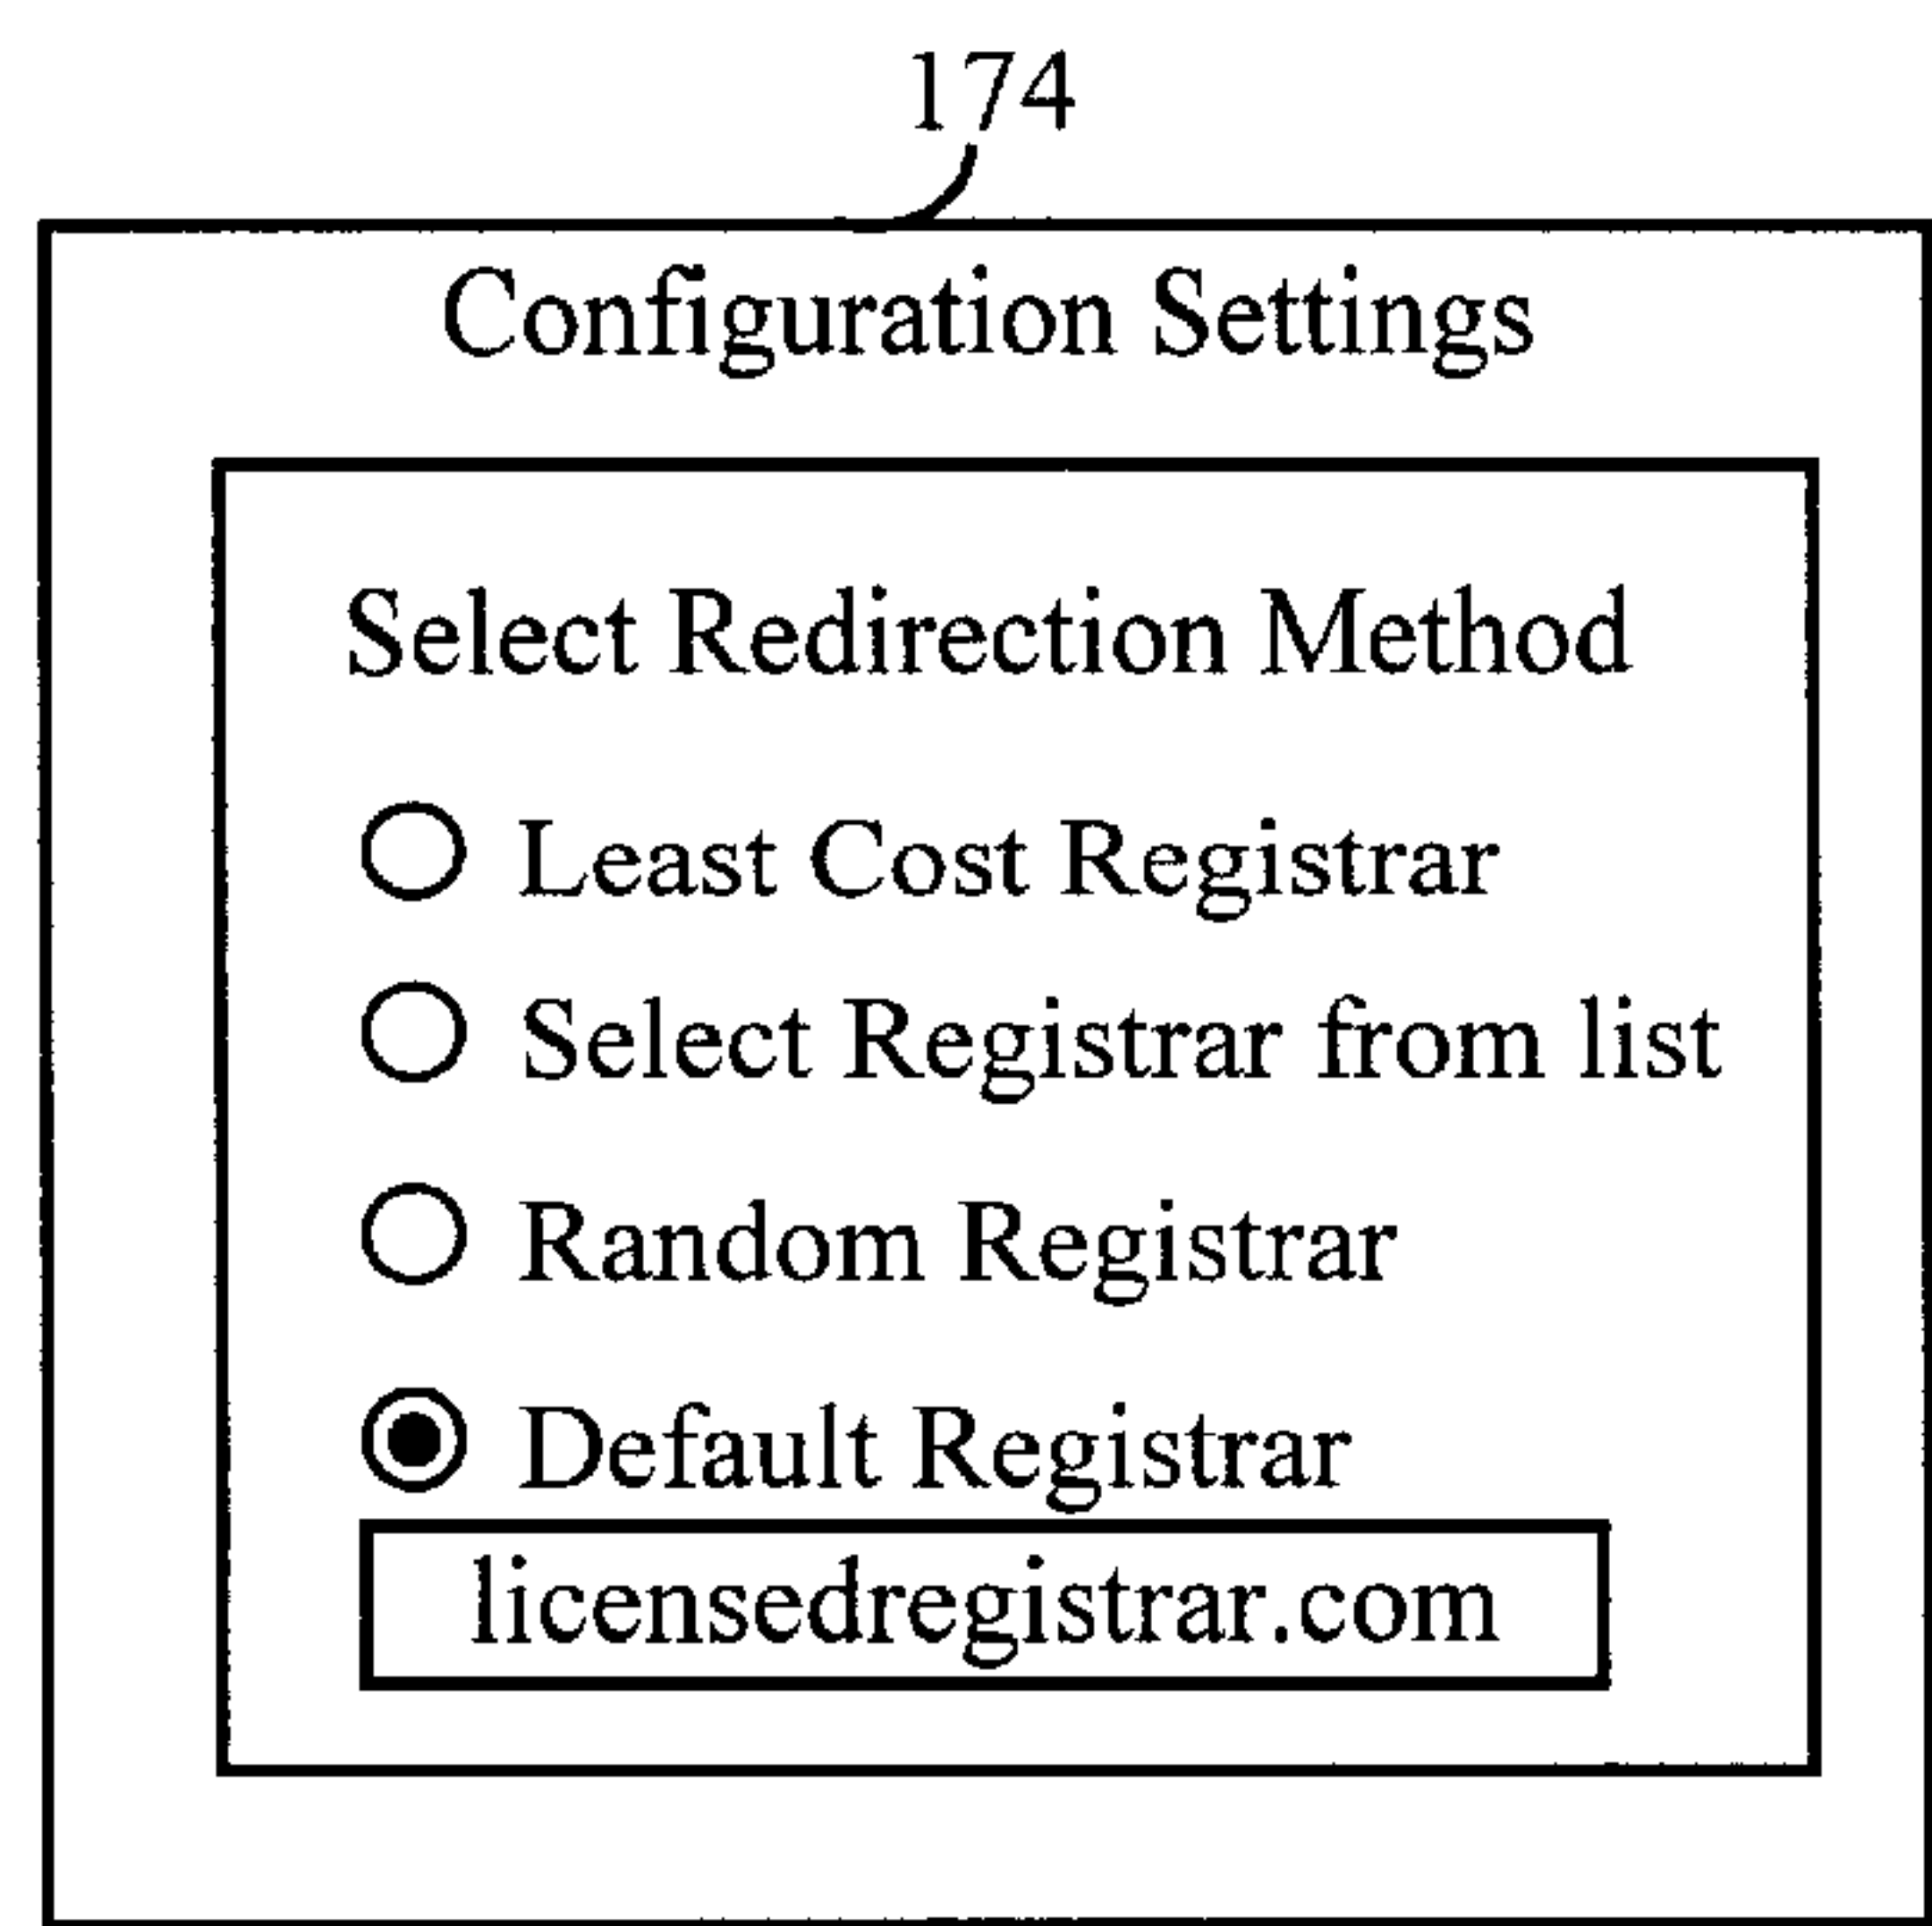 174
Configuration Settings
Select Redirection Method
Least Cost Registrar
Select Registrar from list
Random Registrar
Default Registrar
licensedregistrar.com